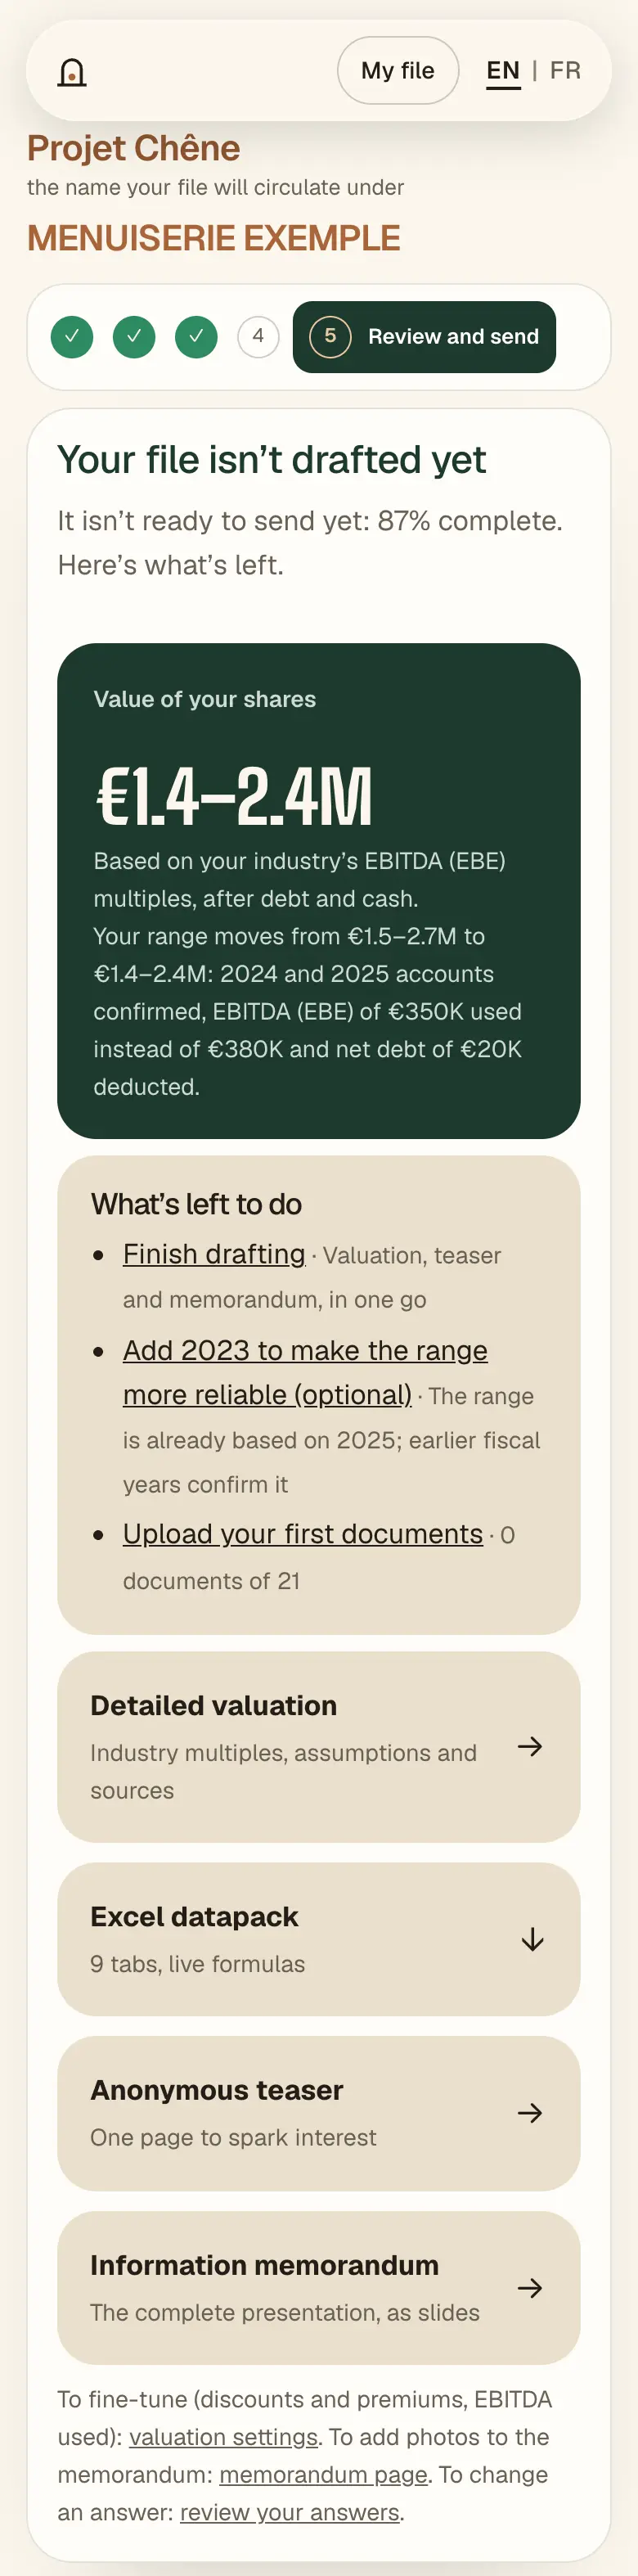 My file
EN | FR
Projet Chêne
the name your file will circulate under
MENUISERIE EXEMPLE
✓ ✓ ✓ 4 5 Review and send
Your file isn’t drafted yet
It isn’t ready to send yet: 87% complete.
Here’s what’s left.
Value of your shares
€1.4–2.4M
Based on your industry’s EBITDA (EBE)
multiples, after debt and cash.
Your range moves from €1.5–2.7M to
€1.4–2.4M: 2024 and 2025 accounts
confirmed, EBITDA (EBE) of €350K used
instead of €380K and net debt of €20K
deducted.
What’s left to do
• Finish drafting · Valuation, teaser
and memorandum, in one go
• Add 2023 to make the range
more reliable (optional) · The range
is already based on 2025; earlier fiscal
years confirm it
• Upload your first documents · 0
documents of 21
Detailed valuation
Industry multiples, assumptions and
sources
→
Excel datapack
9 tabs, live formulas
↓
Anonymous teaser
One page to spark interest
→
Information memorandum
The complete presentation, as slides
→
To fine-tune (discounts and premiums, EBITDA
used): valuation settings. To add photos to the
memorandum: memorandum page. To change
an answer: review your answers.